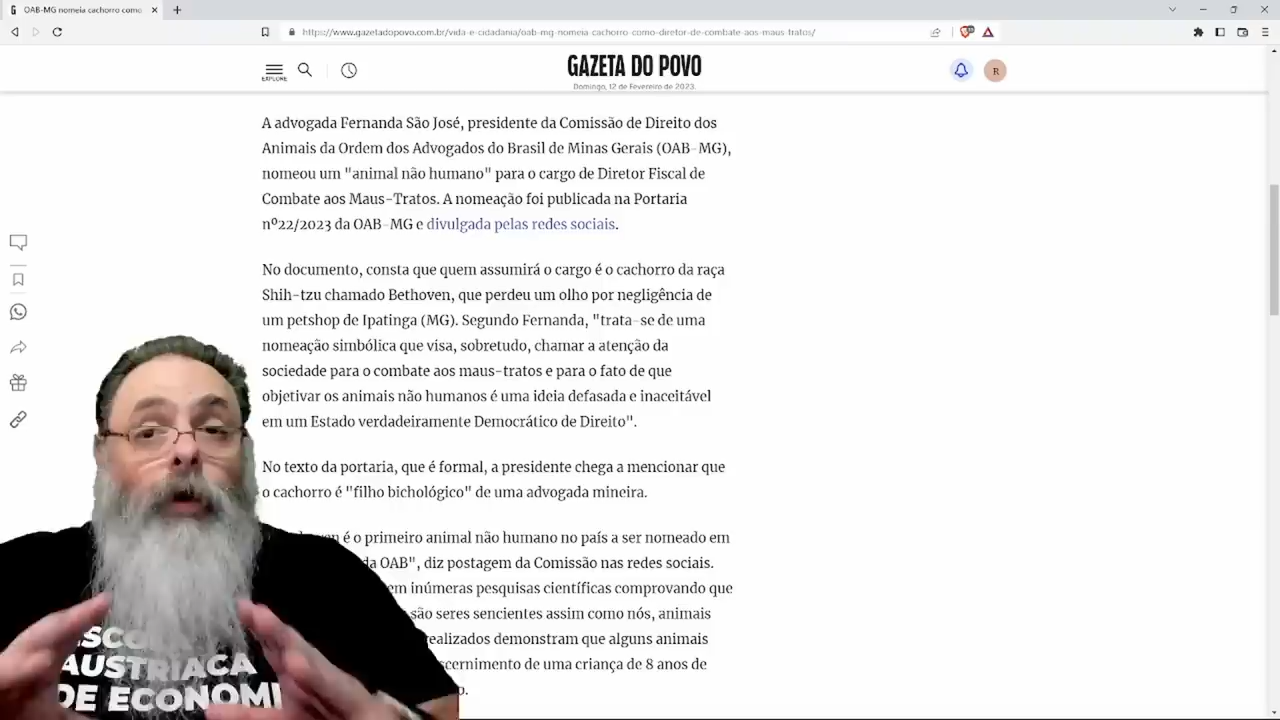 OAB-MG nomeia cachorro como
https://www.gazetadopovo.com.br/vida-e-cidadania/oab-mg-nomeia-cachorro-como-diretor-de-combate-aos-maus-tratos/
EXPLORE
GAZETA DO POVO
R
Domingo, 12 de Fevereiro de 2023.
A advogada Fernanda São José, presidente da Comissão de Direito dos
Animais da Ordem dos Advogados do Brasil de Minas Gerais (OAB-MG),
nomeou um "animal não humano" para o cargo de Diretor Fiscal de
Combate aos Maus-Tratos. A nomeação foi publicada na Portaria
nº22/2023 da OAB-MG e divulgada pelas redes sociais.
No documento, consta que quem assumirá o cargo é o cachorro da raça
Shih-tzu chamado Bethoven, que perdeu um olho por negligência de
um petshop de Ipatinga (MG). Segundo Fernanda, "trata-se de uma
nomeação simbólica que visa, sobretudo, chamar a atenção da
sociedade para o combate aos maus-tratos e para o fato de que
objetivar os animais não humanos é uma ideia defasada e inaceitável
em um Estado verdadeiramente Democrático de Direito".
No texto da portaria, que é formal, a presidente chega a mencionar que
o cachorro é "filho bichológico" de uma advogada mineira.
é o primeiro animal não humano no país a ser nomeado em
da OAB", diz postagem da Comissão nas redes sociais.
em inúmeras pesquisas científicas comprovando que
são seres sencientes assim como nós, animais
realizados demonstram que alguns animais
scernimento de uma criança de 8 anos de
o.
ESCO
AUSTRIACA
DE ECONOMI